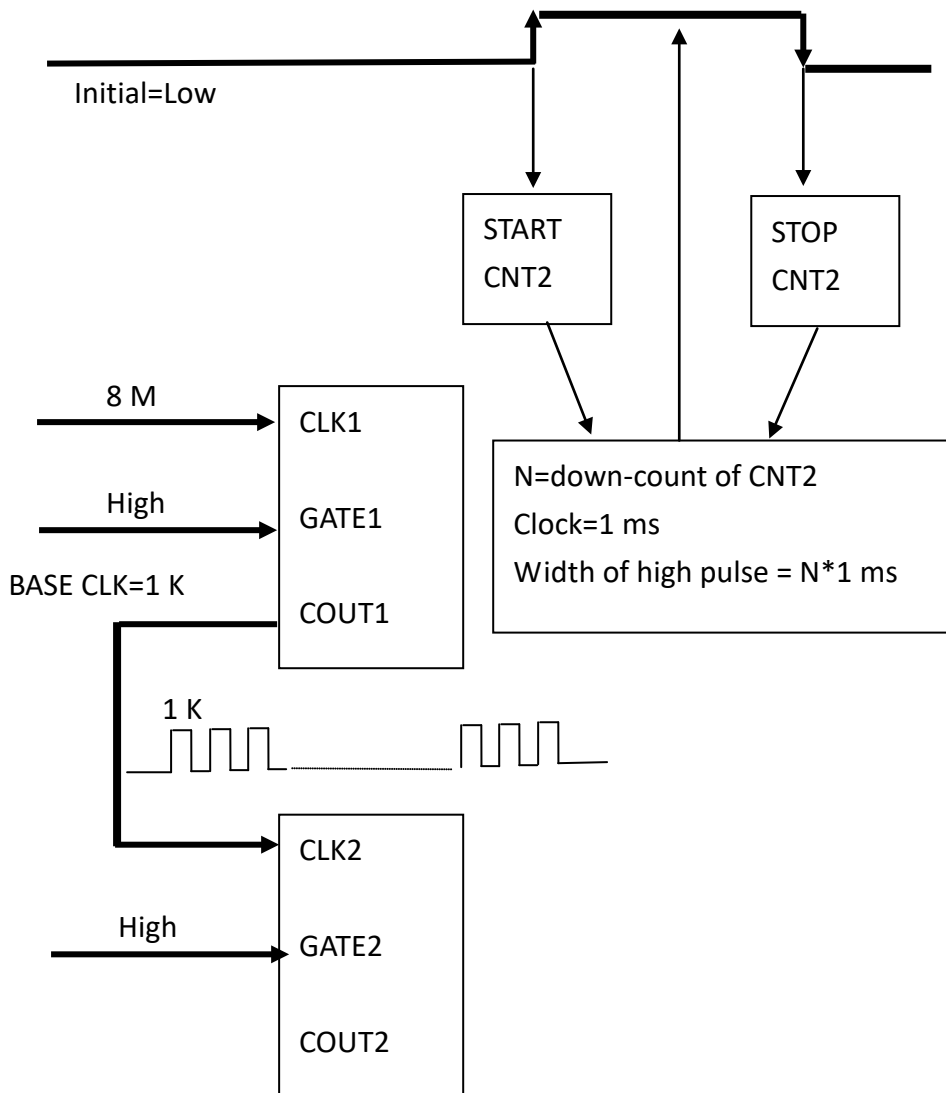 Initial=Low
START
CNT2
STOP
CNT2
8 M
CLK1
High
GATE1
BASE CLK=1 K
COUT1
N=down-count of CNT2
Clock=1 ms
Width of high pulse = N*1 ms
1 K
CLK2
High
GATE2
COUT2